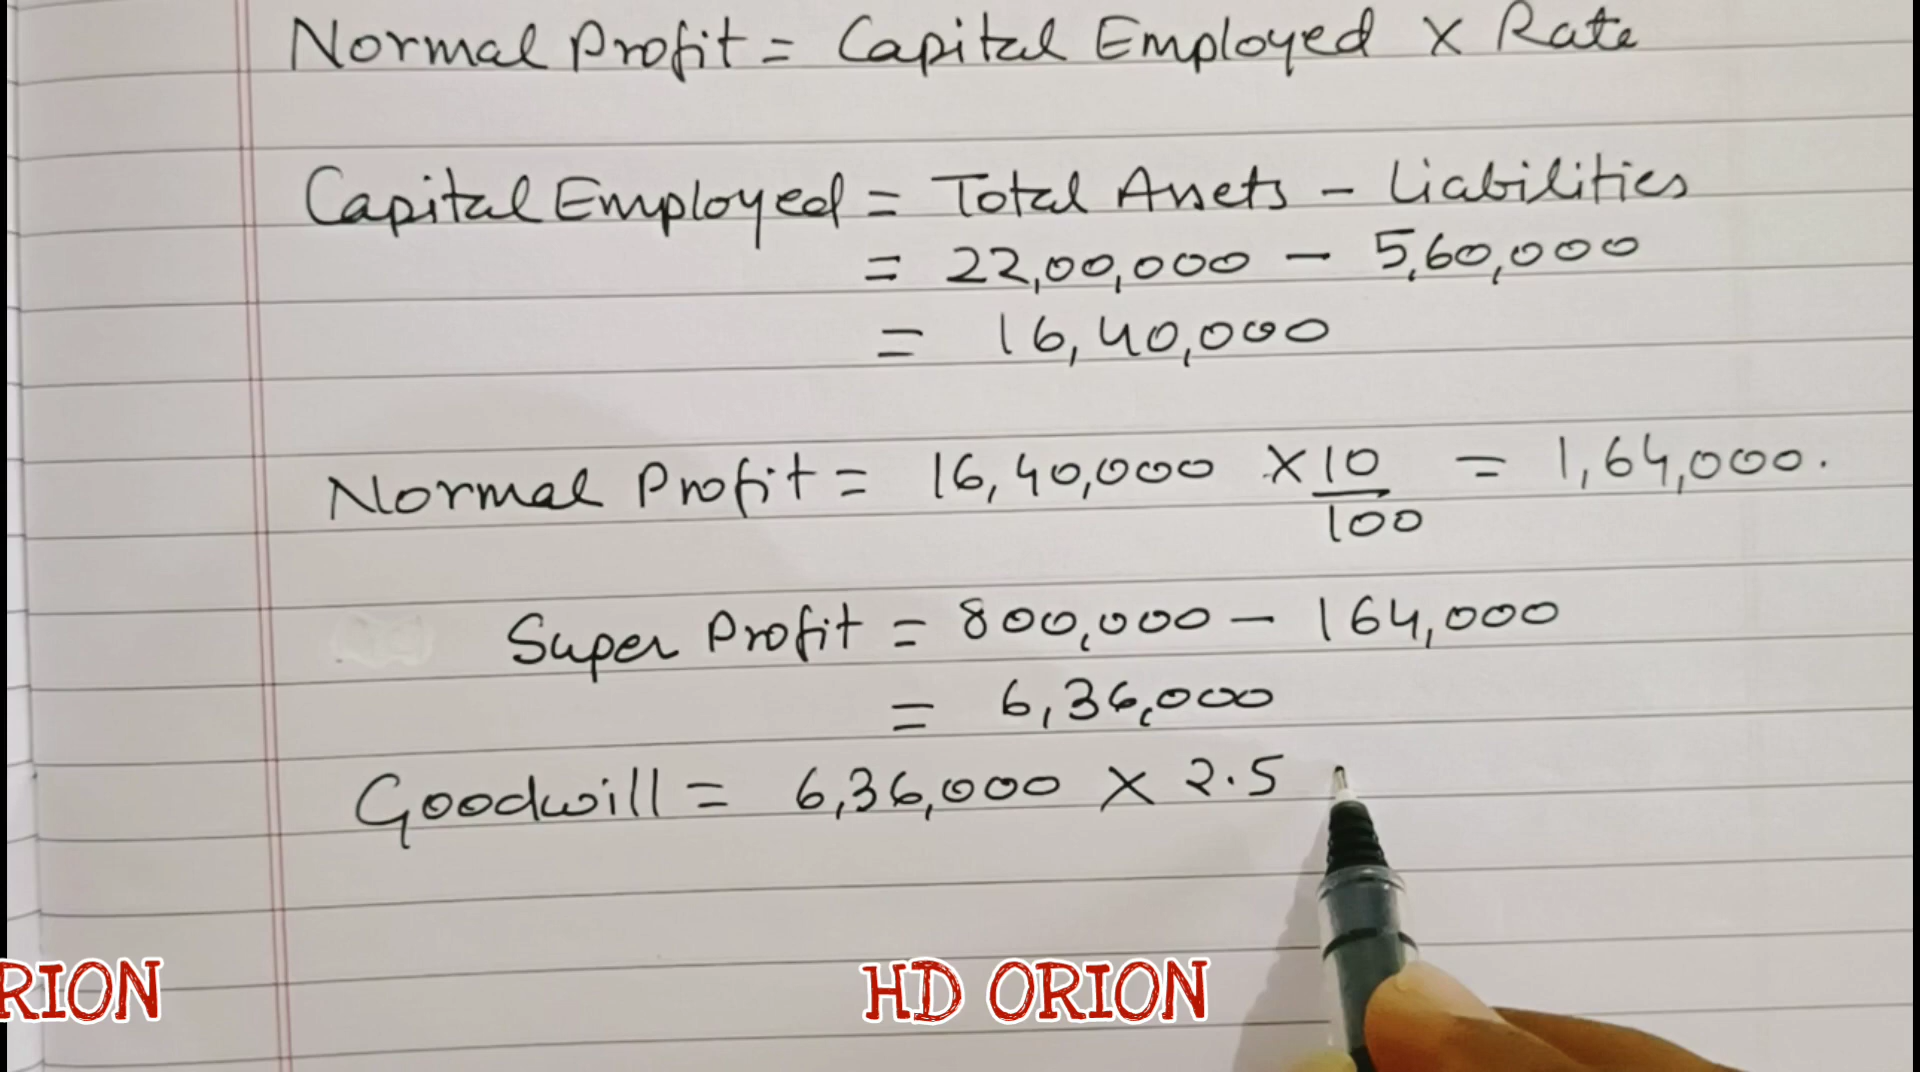 Normal Profit = Capital Employed x Rate
Capital Employed = Total Assets - Liabilities
= 22,00,000 - 5,60,000
= 16,40,000
Normal Profit = 16,40,000 x 10/100 = 1,64,000.
Super Profit = 800,000 - 164,000
= 6,36,000
Goodwill = 6,36,000 x 2.5
RION HD ORION